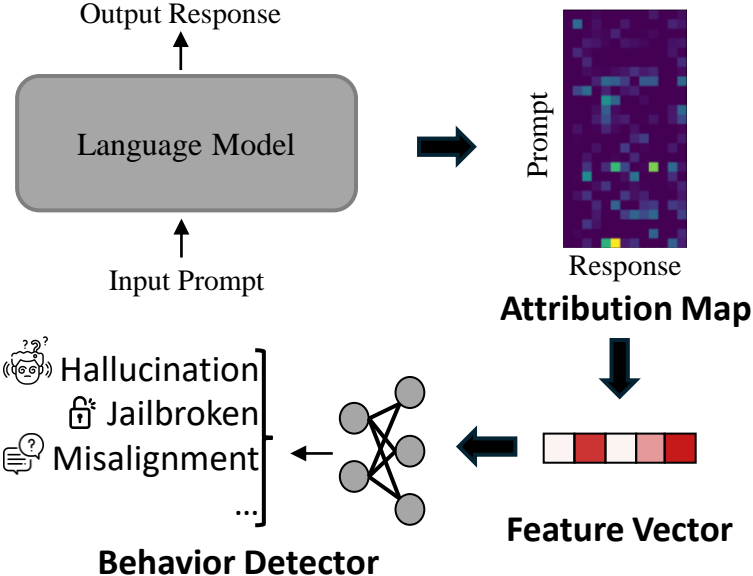 Output Response
Language Model
Input Prompt
Prompt
Response
Attribution Map
Feature Vector
???
Hallucination
Jailbroken
?
Misalignment
...
Behavior Detector